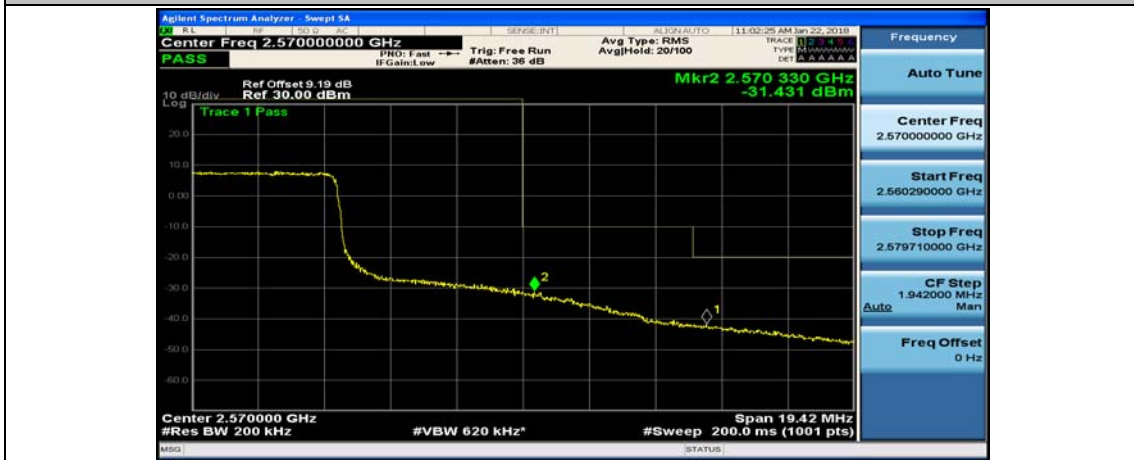 Agilent Spectrum Analyzer - Swept SA
RL RF 50 Ω AC SENSE:INT ALIGN AUTO 11:02:25 AM Jan 22, 2018
Center Freq 2.570000000 GHz
PASS
PNO: Fast
IFGain:Low
Trig: Free Run
#Atten: 36 dB
Avg Type: RMS
Avg|Hold: 20/100
TRACE 1 2 3 4 5 6
TYPE
DET A A A A A A
Ref Offset 9.19 dB
10 dB/div Ref 30.00 dBm
Log
Mkr2 2.570 330 GHz
-31.431 dBm
Trace 1 Pass
20.0
10.0
0.00
-10.0
-20.0
-30.0
-40.0
-50.0
-60.0
2
1
Center 2.570000 GHz Span 19.42 MHz
#Res BW 200 kHz #VBW 620 kHz* #Sweep 200.0 ms (1001 pts)
MSG STATUS
Frequency
Auto Tune
Center Freq
2.570000000 GHz
Start Freq
2.560290000 GHz
Stop Freq
2.579710000 GHz
CF Step
1.942000 MHz
Auto Man
Freq Offset
0 Hz